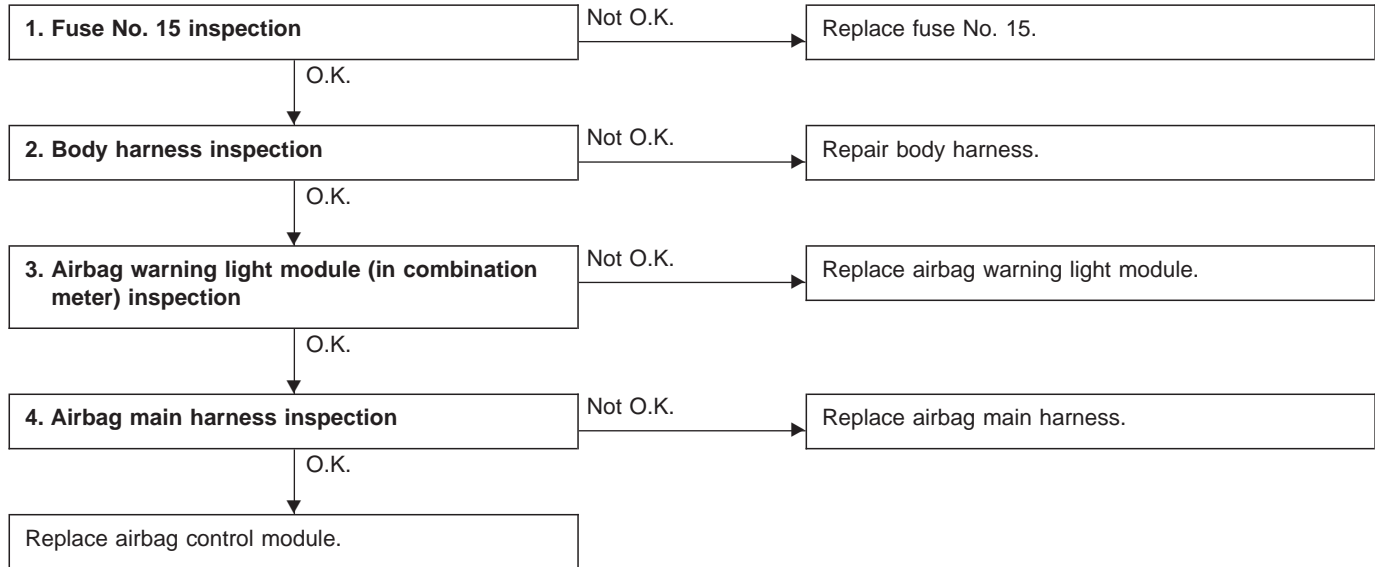 1. Fuse No. 15 inspection
Not O.K.
Replace fuse No. 15.
O.K.
2. Body harness inspection
Not O.K.
Repair body harness.
O.K.
3. Airbag warning light module (in combination
meter) inspection
Not O.K.
Replace airbag warning light module.
O.K.
4. Airbag main harness inspection
Not O.K.
Replace airbag main harness.
O.K.
Replace airbag control module.